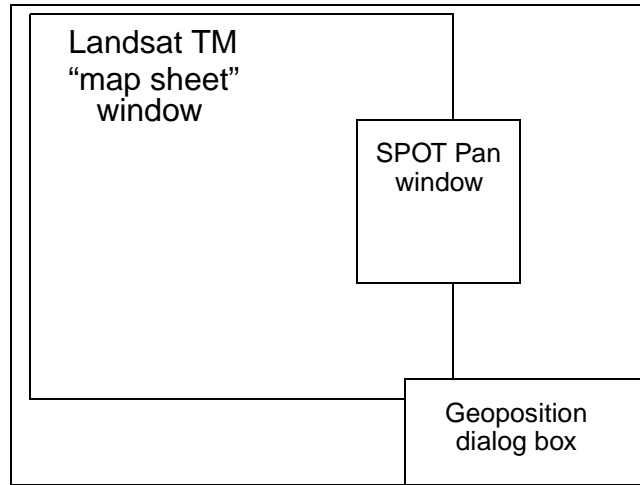 Landsat TM
“map sheet”
window
SPOT Pan
window
Geoposition
dialog box